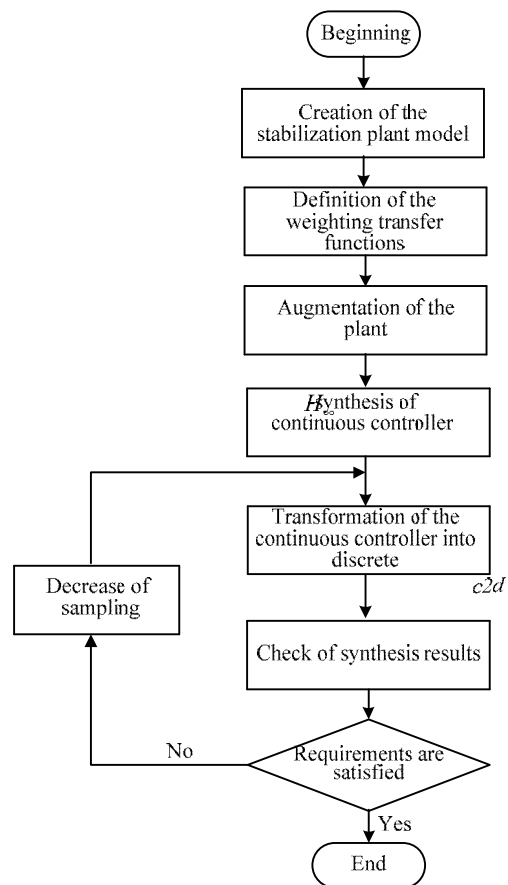 Beginning
Creation of the
stabilization plant model
Definition of the
weighting transfer
functions
Augmentation of the
plant
H∞
synthesis of
continuous controller
Transformation of the
continuous controller into
discrete
c2d
Decrease of
sampling
Check of synthesis results
No
Requirements are
satisfied
Yes
End